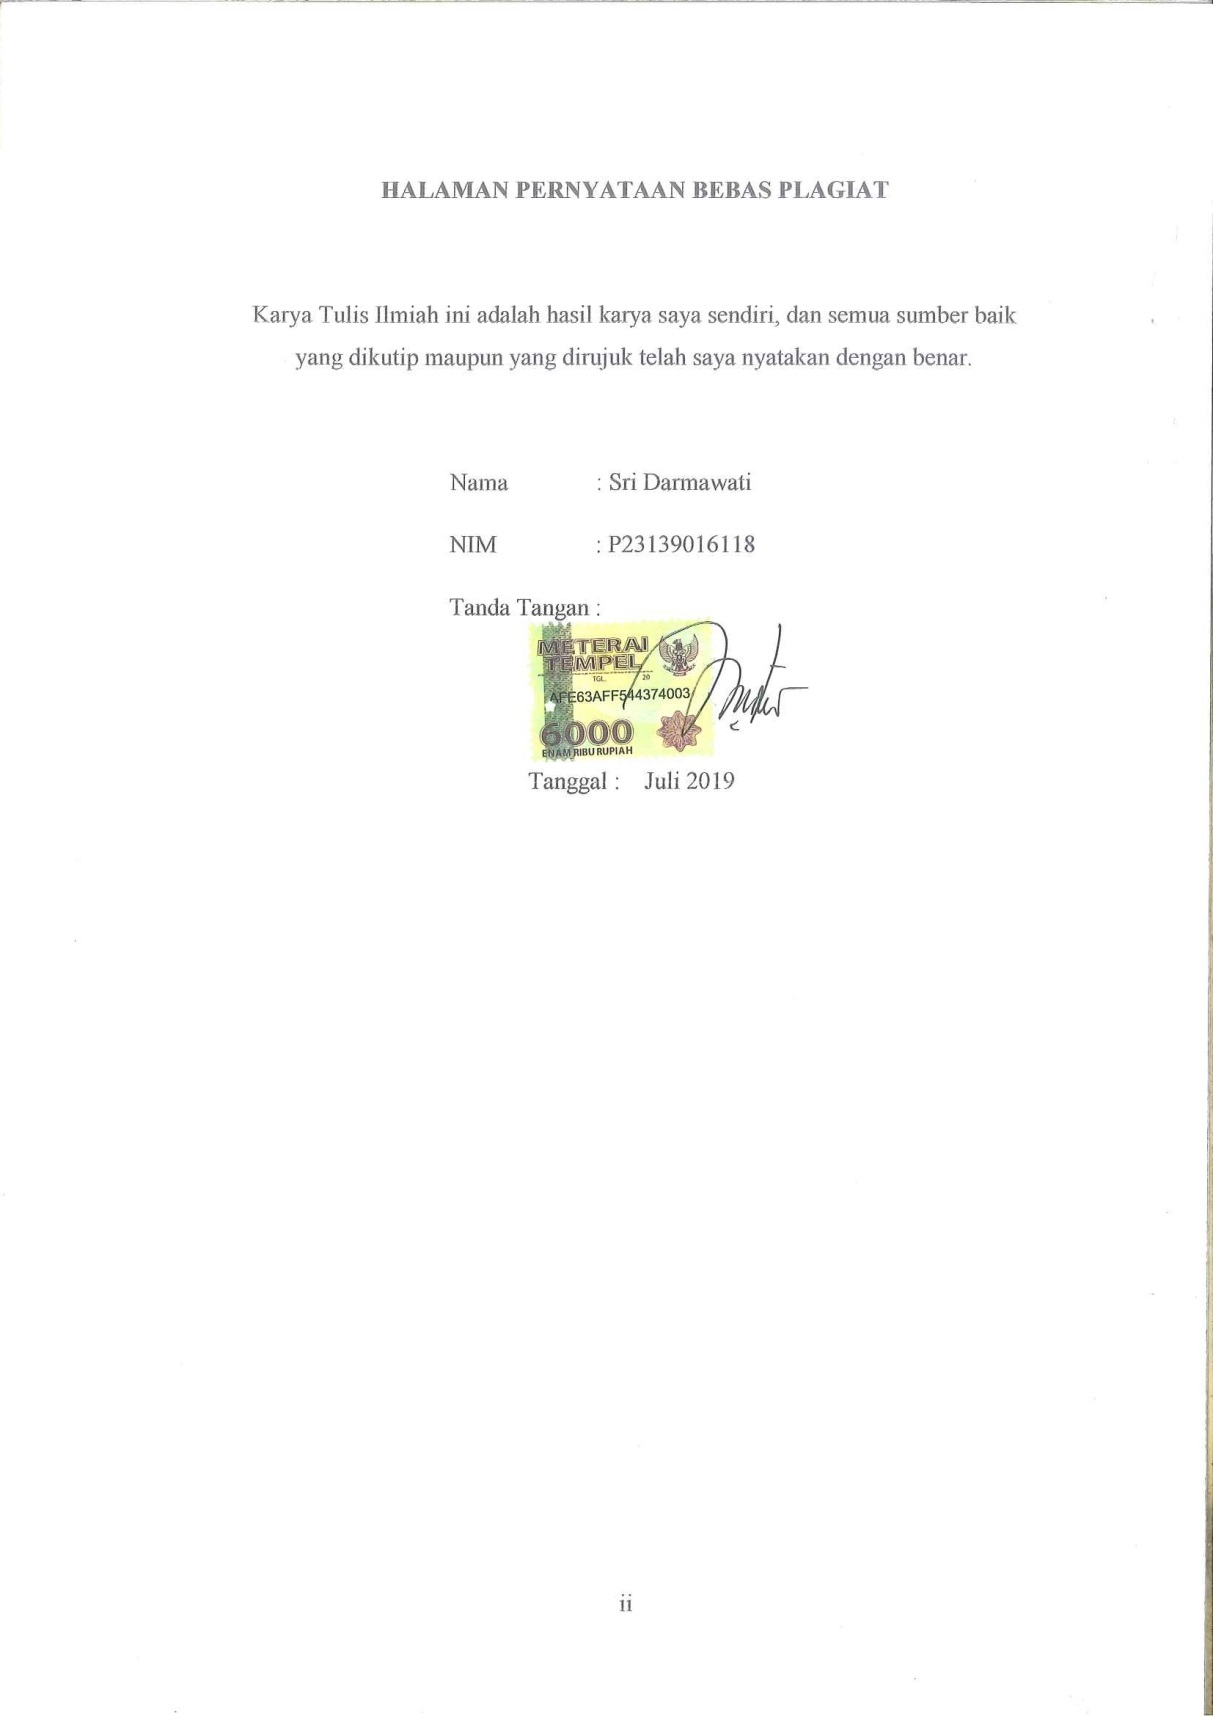 HALAMAN PERNYATAAN BEBAS PLAGIAT
Karya Tulis Ilmiah ini adalah hasil karya saya sendiri, dan semua sumber baik
yang dikutip maupun yang dirujuk telah saya nyatakan dengan benar.
Nama : Sri Darmawati
NIM : P23139016118
Tanda Tangan :
METERAI
TEMPEL
TGL. 20
AFE63AFF544374003
6000
ENAM RIBU RUPIAH
Tanggal : Juli 2019
ii